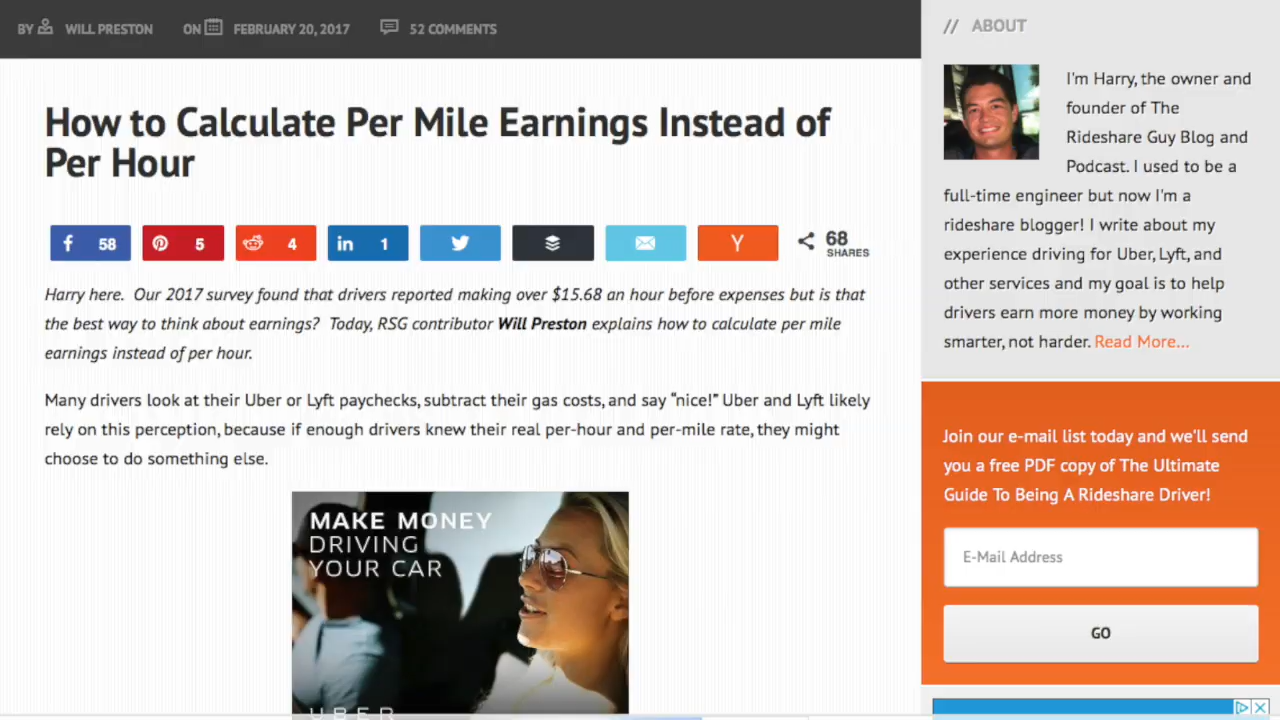 BY WILL PRESTON ON FEBRUARY 20, 2017 52 COMMENTS
How to Calculate Per Mile Earnings Instead of
Per Hour
58 5 4 in 1 Y 68
SHARES
Harry here. Our 2017 survey found that drivers reported making over $15.68 an hour before expenses but is that
the best way to think about earnings? Today, RSG contributor Will Preston explains how to calculate per mile
earnings instead of per hour.
Many drivers look at their Uber or Lyft paychecks, subtract their gas costs, and say “nice!” Uber and Lyft likely
rely on this perception, because if enough drivers knew their real per-hour and per-mile rate, they might
choose to do something else.
MAKE MONEY
DRIVING
YOUR CAR
UBER
// ABOUT
I'm Harry, the owner and
founder of The
Rideshare Guy Blog and
Podcast. I used to be a
full-time engineer but now I'm a
rideshare blogger! I write about my
experience driving for Uber, Lyft, and
other services and my goal is to help
drivers earn more money by working
smarter, not harder. Read More...
Join our e-mail list today and we'll send
you a free PDF copy of The Ultimate
Guide To Being A Rideshare Driver!
E-Mail Address
GO